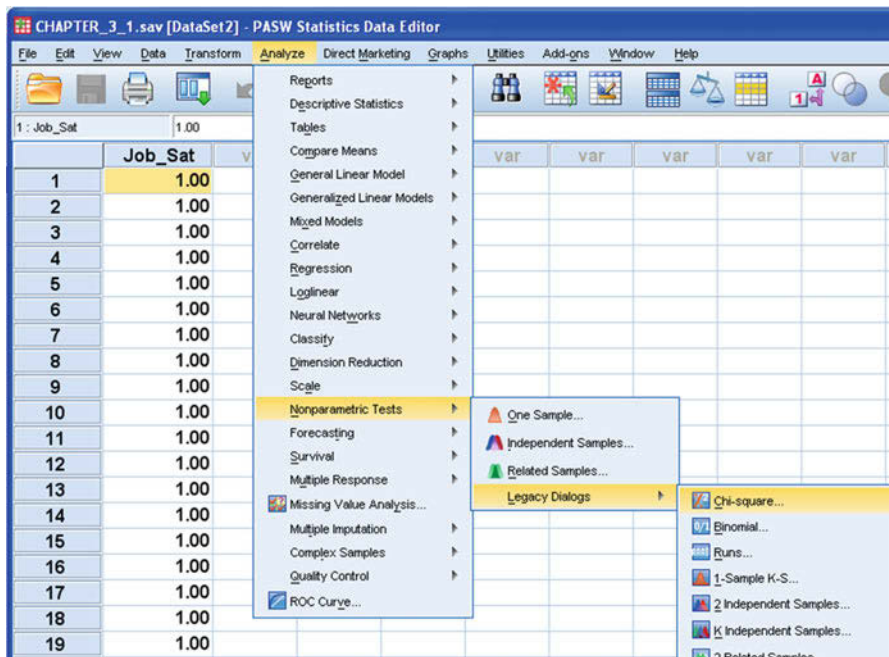 CHAPTER_3_1.sav [DataSet2] - PASW Statistics Data Editor
File Edit View Data Transform Analyze Direct Marketing Graphs Utilities Add-ons Window Help
A
1
1 : Job_Sat 1.00
Job_Sat v var var var var var
1 1.00
2 1.00
3 1.00
4 1.00
5 1.00
6 1.00
7 1.00
8 1.00
9 1.00
10 1.00
11 1.00
12 1.00
13 1.00
14 1.00
15 1.00
16 1.00
17 1.00
18 1.00
19 1.00
Reports
Descriptive Statistics
Tables
Compare Means
General Linear Model
Generalized Linear Models
Mixed Models
Correlate
Regression
Loglinear
Neural Networks
Classify
Dimension Reduction
Scale
Nonparametric Tests
Forecasting
Survival
Multiple Response
Missing Value Analysis...
Multiple Imputation
Complex Samples
Quality Control
ROC Curve...
One Sample...
Independent Samples...
Related Samples...
Legacy Dialogs
Chi-square...
0/1 Binomial...
Runs...
1-Sample K-S...
2 Independent Samples...
K Independent Samples...
2 Related Samples